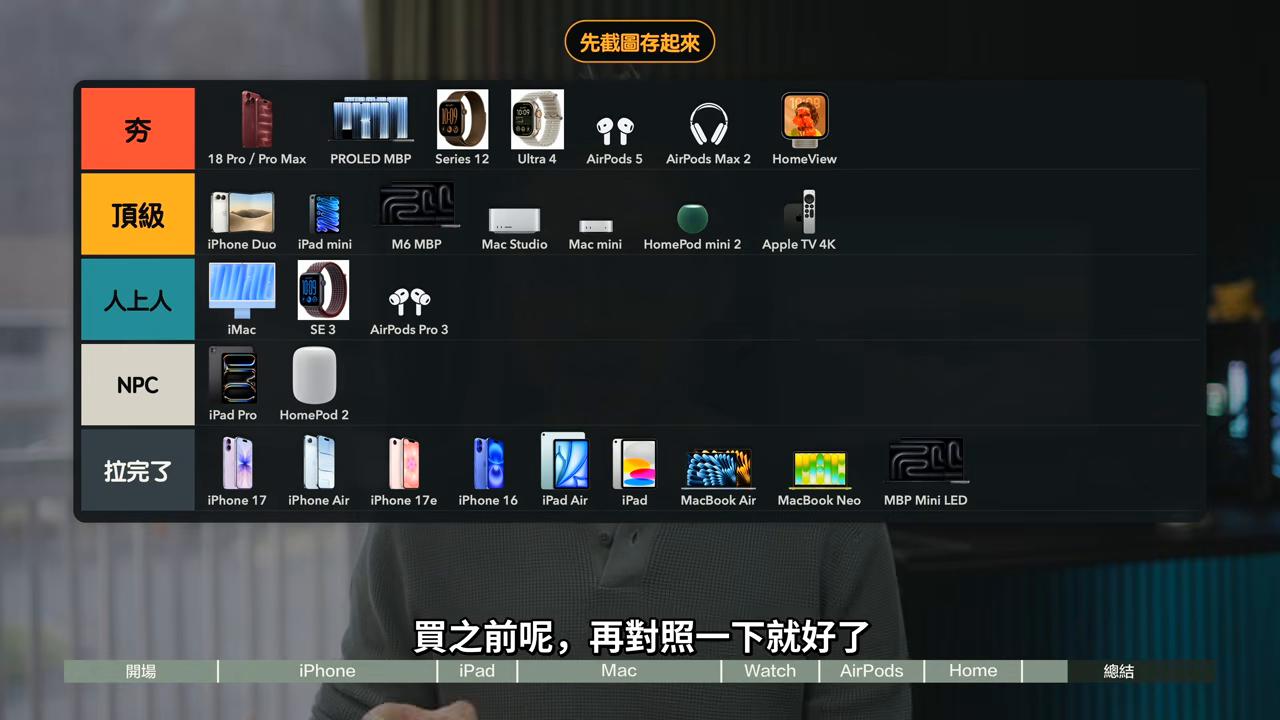 先截圖存起來
夯
18 Pro / Pro Max
PROLED MBP
Series 12
Ultra 4
AirPods 5
AirPods Max 2
HomeView
頂級
iPhone Duo
iPad mini
M6 MBP
Mac Studio
Mac mini
HomePod mini 2
Apple TV 4K
人上人
iMac
SE 3
AirPods Pro 3
NPC
iPad Pro
HomePod 2
拉完了
iPhone 17
iPhone Air
iPhone 17e
iPhone 16
iPad Air
iPad
MacBook Air
MacBook Neo
MBP Mini LED
買之前呢，再對照一下就好了
開場
iPhone
iPad
Mac
Watch
AirPods
Home
總結